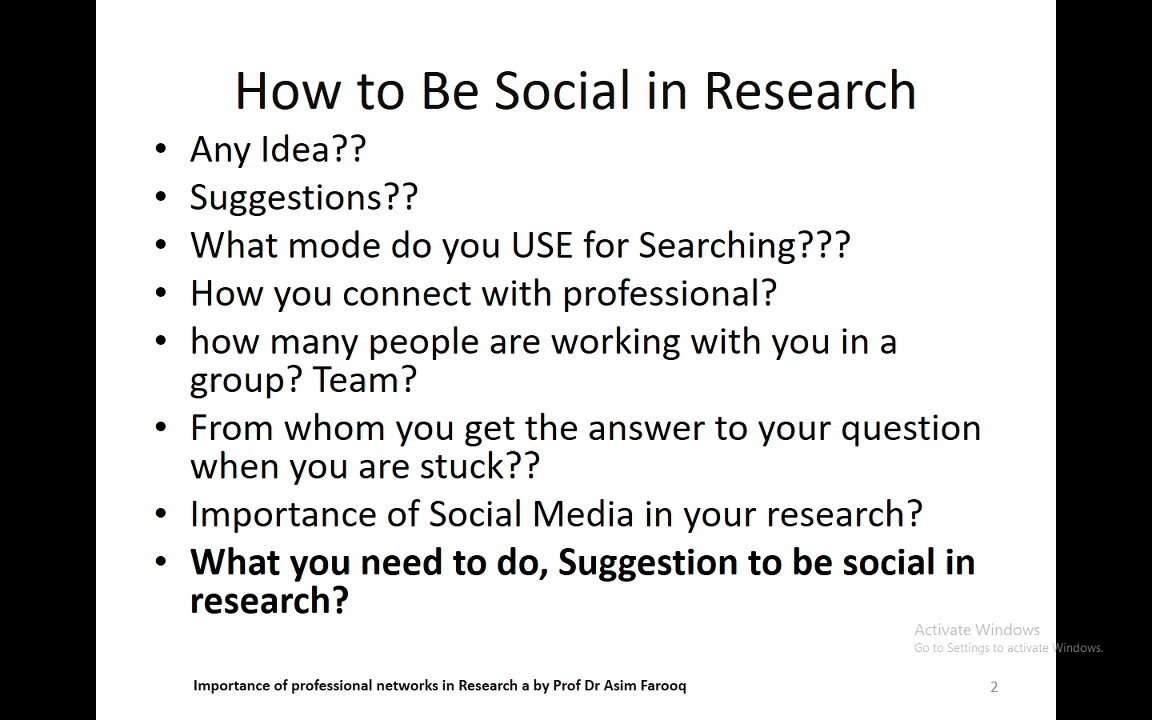 How to Be Social in Research
• Any Idea??
• Suggestions??
• What mode do you USE for Searching???
• How you connect with professional?
• how many people are working with you in a
group? Team?
• From whom you get the answer to your question
when you are stuck??
• Importance of Social Media in your research?
• What you need to do, Suggestion to be social in
research?
Activate Windows
Go to Settings to activate Windows.
Importance of professional networks in Research a by Prof Dr Asim Farooq
2